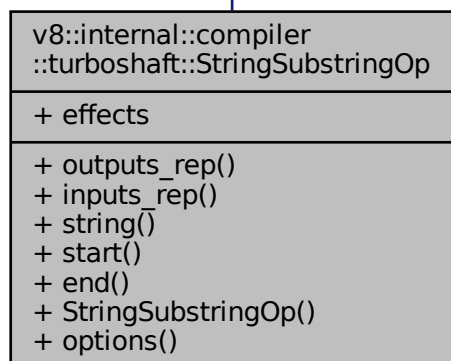 v8::internal::compiler
::turboshaft::StringSubstringOp
+ effects
+ outputs_rep()
+ inputs_rep()
+ string()
+ start()
+ end()
+ StringSubstringOp()
+ options()